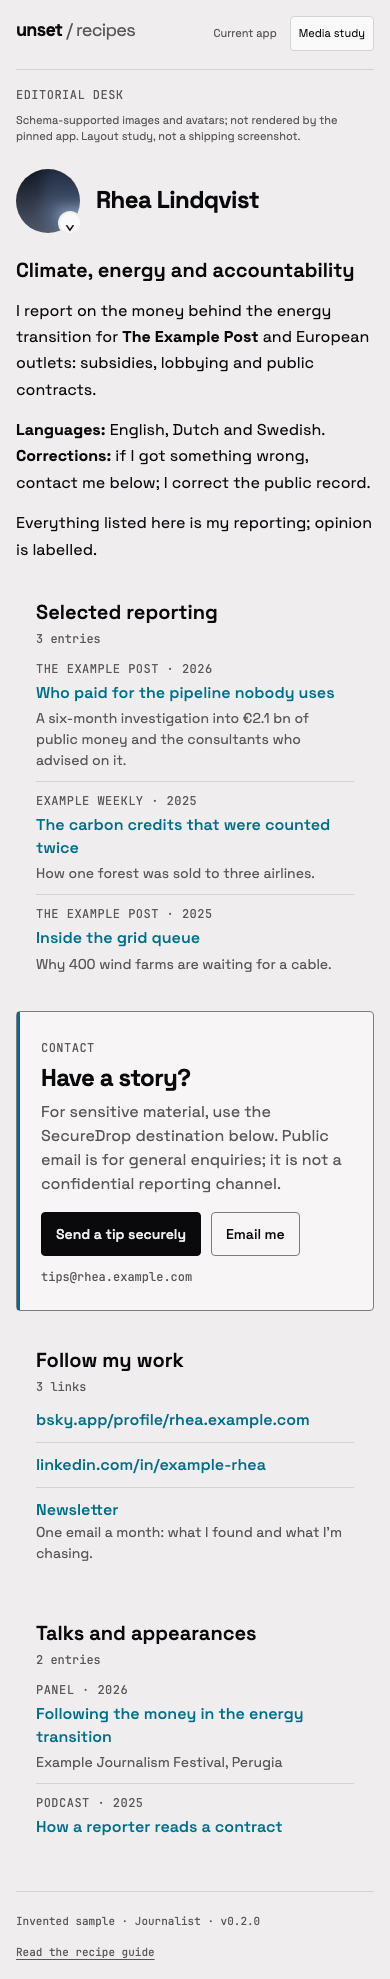 unset / recipes
Current app
Media study
EDITORIAL DESK
Schema-supported images and avatars; not rendered by the
pinned app. Layout study, not a shipping screenshot.
Rhea Lindqvist
Climate, energy and accountability
I report on the money behind the energy
transition for The Example Post and European
outlets: subsidies, lobbying and public
contracts.
Languages: English, Dutch and Swedish.
Corrections: if I got something wrong,
contact me below; I correct the public record.
Everything listed here is my reporting; opinion
is labelled.
Selected reporting
3 entries
THE EXAMPLE POST · 2026
Who paid for the pipeline nobody uses
A six-month investigation into €2.1 bn of
public money and the consultants who
advised on it.
EXAMPLE WEEKLY · 2025
The carbon credits that were counted
twice
How one forest was sold to three airlines.
THE EXAMPLE POST · 2025
Inside the grid queue
Why 400 wind farms are waiting for a cable.
CONTACT
Have a story?
For sensitive material, use the
SecureDrop destination below. Public
email is for general enquiries; it is not a
confidential reporting channel.
Send a tip securely
Email me
tips@rhea.example.com
Follow my work
3 links
bsky.app/profile/rhea.example.com
linkedin.com/in/example-rhea
Newsletter
One email a month: what I found and what I'm
chasing.
Talks and appearances
2 entries
PANEL · 2026
Following the money in the energy
transition
Example Journalism Festival, Perugia
PODCAST · 2025
How a reporter reads a contract
Invented sample · Journalist · v0.2.0
Read the recipe guide